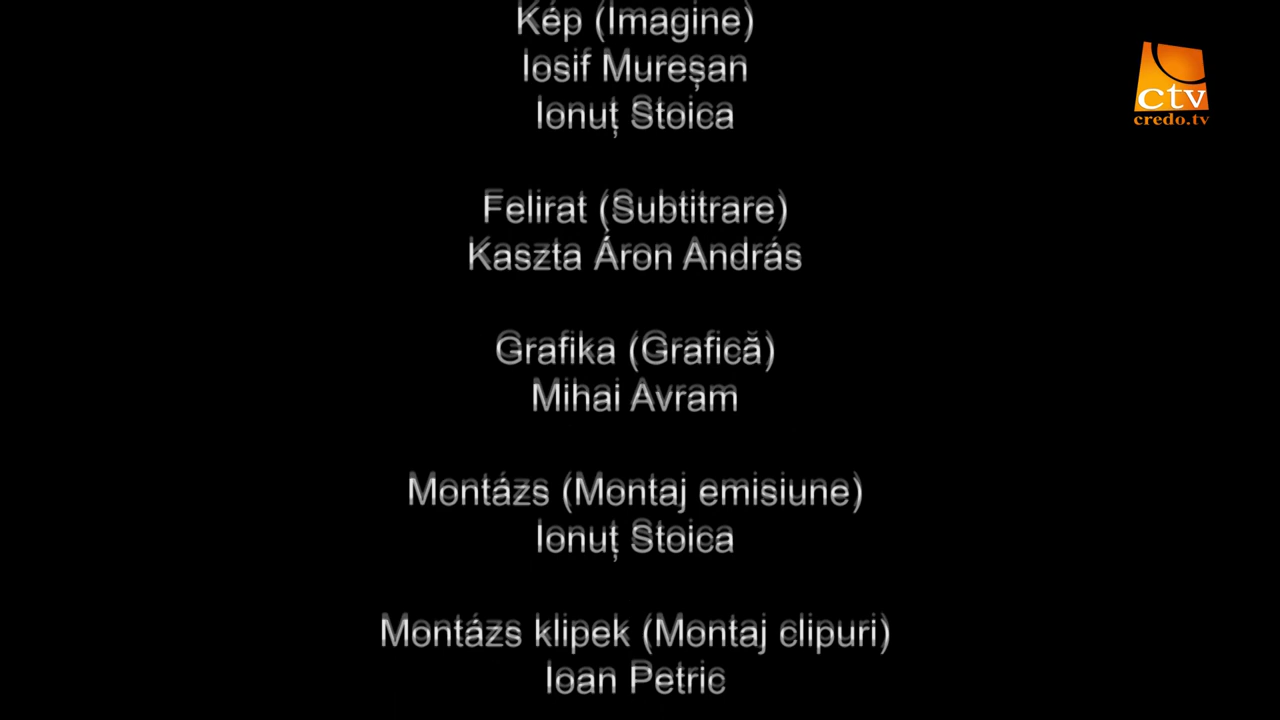 Kép (Imagine)
Iosif Mureșan
Ionuț Stoica
Felirat (Subtitrare)
Kaszta Áron András
Grafika (Grafică)
Mihai Avram
Montázs (Montaj emisiune)
Ionuț Stoica
Montázs klipek (Montaj clipuri)
Ioan Petric
ctv
credo.tv